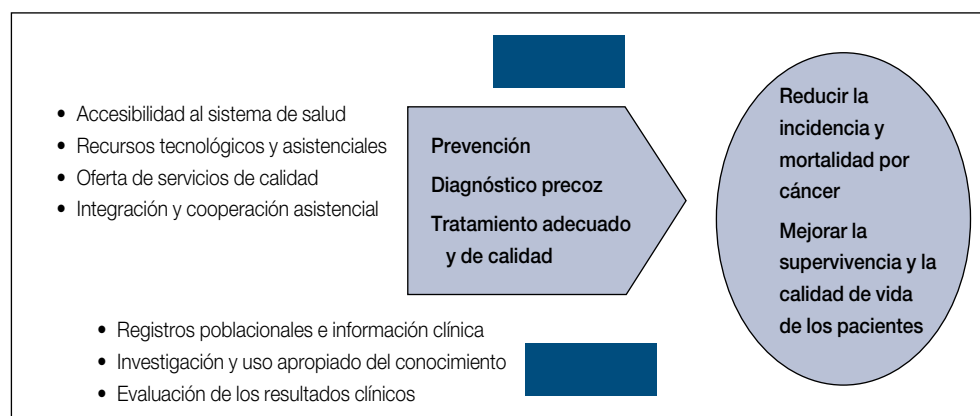 • Accesibilidad al sistema de salud
• Recursos tecnológicos y asistenciales
• Oferta de servicios de calidad
• Integración y cooperación asistencial
Prevención
Diagnóstico precoz
Tratamiento adecuado
y de calidad
Reducir la
incidencia y
mortalidad por
cáncer
Mejorar la
supervivencia y la
calidad de vida
de los pacientes
• Registros poblacionales e información clínica
• Investigación y uso apropiado del conocimiento
• Evaluación de los resultados clínicos